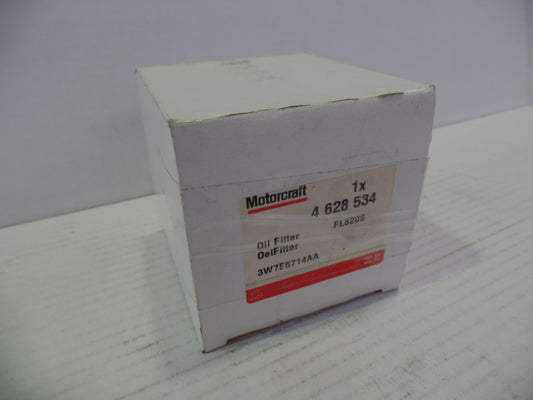 Motorcraft
1x
4 628 534
FL820S
Oil Filter
OelFilter
3W7E6714AA